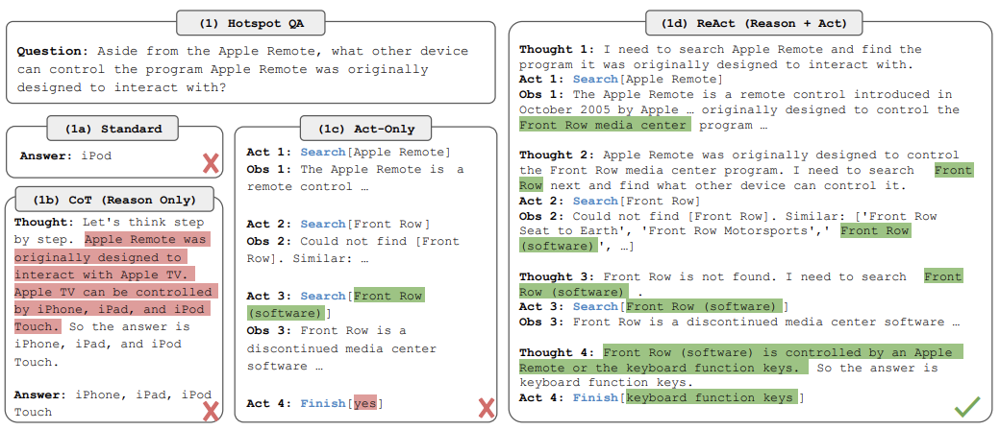 (1) Hotspot QA
Question: Aside from the Apple Remote, what other device
can control the program Apple Remote was originally
designed to interact with?
(1a) Standard
Answer: iPod
(1b) CoT (Reason Only)
Thought: Let's think step
by step. Apple Remote was
originally designed to
interact with Apple TV.
Apple TV can be controlled
by iPhone, iPad, and iPod
Touch. So the answer is
iPhone, iPad, and iPod
Touch.
Answer: iPhone, iPad, iPod
Touch
(1c) Act-Only
Act 1: Search[Apple Remote]
Obs 1: The Apple Remote is a
remote control …
Act 2: Search[Front Row]
Obs 2: Could not find [Front
Row]. Similar: …
Act 3: Search[Front Row
(software)]
Obs 3: Front Row is a
discontinued media center
software …
Act 4: Finish[yes]
(1d) ReAct (Reason + Act)
Thought 1: I need to search Apple Remote and find the
program it was originally designed to interact with.
Act 1: Search[Apple Remote]
Obs 1: The Apple Remote is a remote control introduced in
October 2005 by Apple … originally designed to control the
Front Row media center program …
Thought 2: Apple Remote was originally designed to control
the Front Row media center program. I need to search Front
Row next and find what other device can control it.
Act 2: Search[Front Row]
Obs 2: Could not find [Front Row]. Similar: ['Front Row
Seat to Earth', 'Front Row Motorsports',' Front Row
(software)', …]
Thought 3: Front Row is not found. I need to search Front
Row (software) .
Act 3: Search[Front Row (software)]
Obs 3: Front Row is a discontinued media center software …
Thought 4: Front Row (software) is controlled by an Apple
Remote or the keyboard function keys. So the answer is
keyboard function keys.
Act 4: Finish[keyboard function keys]